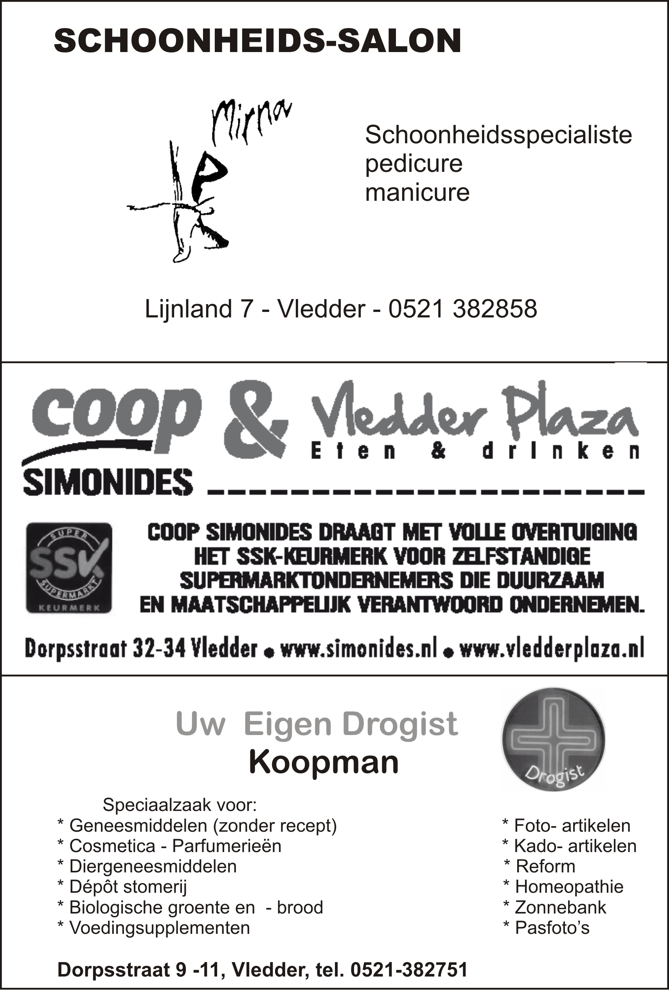 SCHOONHEIDS-SALON
Mirna
Schoonheidsspecialiste
pedicure
manicure
Lijnland 7 - Vledder - 0521 382858
coop & Vledder Plaza
Eten & drInken
SIMONIDES
SUPER
SSK
SUPERMARKT
KEURMERK
COOP SIMONIDES DRAAGT MET VOLLE OVERTUIGING
HET SSK-KEURMERK VOOR ZELFSTANDIGE
SUPERMARKTONDERNEMERS DIE DUURZAAM
EN MAATSCHAPPELIJK VERANTWOORD ONDERNEMEN.
Dorpsstraat 32-34 Vledder ● www.simonides.nl ● www.vledderplaza.nl
Uw Eigen Drogist
Koopman
Drogist
Speciaalzaak voor:
* Geneesmiddelen (zonder recept)
* Cosmetica - Parfumerieën
* Diergeneesmiddelen
* Dépôt stomerij
* Biologische groente en - brood
* Voedingsupplementen
* Foto- artikelen
* Kado- artikelen
* Reform
* Homeopathie
* Zonnebank
* Pasfoto’s
Dorpsstraat 9 -11, Vledder, tel. 0521-382751